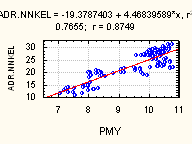 ADR.NNKEL = -19.3787403 + 4.46839589*x, r²
0.7655; r = 0.8749
30
25
20
15
10
ADR.NNKEL
7
8
9
10
11
PMY